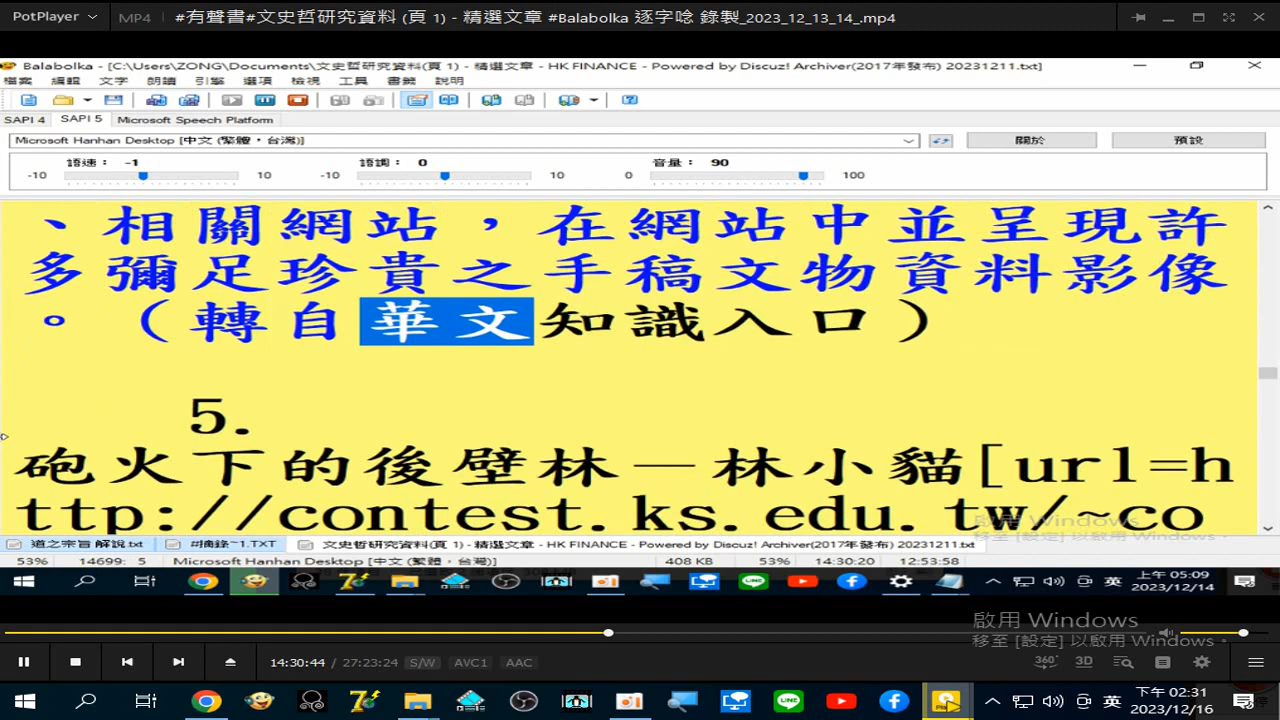 PotPlayer
MP4
#有聲書#文史哲研究資料 (頁 1) - 精選文章 #Balabolka 逐字唸 錄製_2023_12_13_14_.mp4
Balabolka - [C:\Users\ZONG\Documents\文史哲研究資料(頁 1) - 精選文章 - HK FINANCE - Powered by Discuz! Archiver(2017年發布) 20231211.txt]
檔案 編輯 文字 朗讀 引擎 選項 檢視 工具 書籤 說明
SAPI 4 SAPI 5 Microsoft Speech Platform
Microsoft Hanhan Desktop [中文 (繁體，台灣)]
關於 預設
語速： -1 語調： 0 音量： 90
-10 10 -10 10 0 100
、相關網站，在網站中並呈現許
多彌足珍貴之手稿文物資料影像
。（轉自華文知識入口）
5.
砲火下的後壁林－林小貓[url=h
ttp://contest.ks.edu.tw/~co
啟用 Windows
移至 [設定] 以啟用 Windows。
道之宗旨 解說.txt #摘錄~1.TXT 文史哲研究資料(頁 1) - 精選文章 - HK FINANCE - Powered by Discuz! Archiver(2017年發布) 20231211.txt
53% 14699: 5 Microsoft Hanhan Desktop [中文 (繁體，台灣)] 408 KB 53% 14:30:20 12:53:58
英 上午 05:09
2023/12/14
啟用 Windows
移至 [設定] 以啟用 Windows。
14:30:44 / 27:23:24 S/W AVC1 AAC
360° 3D
英 下午 02:31
2023/12/16